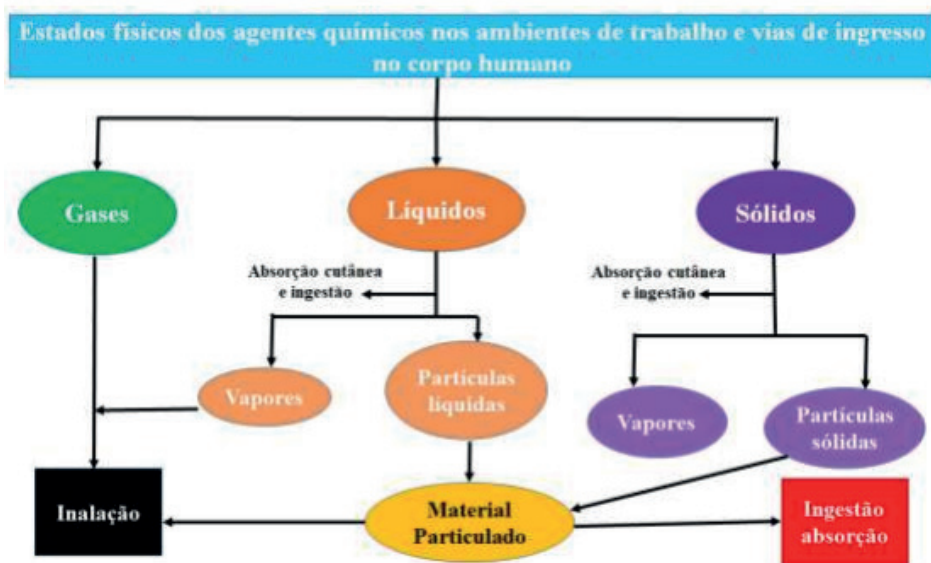 Estados físicos dos agentes químicos nos ambientes de trabalho e vias de ingresso
no corpo humano
Gases
Líquidos
Sólidos
Absorção cutânea
e ingestão
Absorção cutânea
e ingestão
Vapores
Partículas
líquidas
Vapores
Partículas
sólidas
Inalação
Material
Particulado
Ingestão
absorção